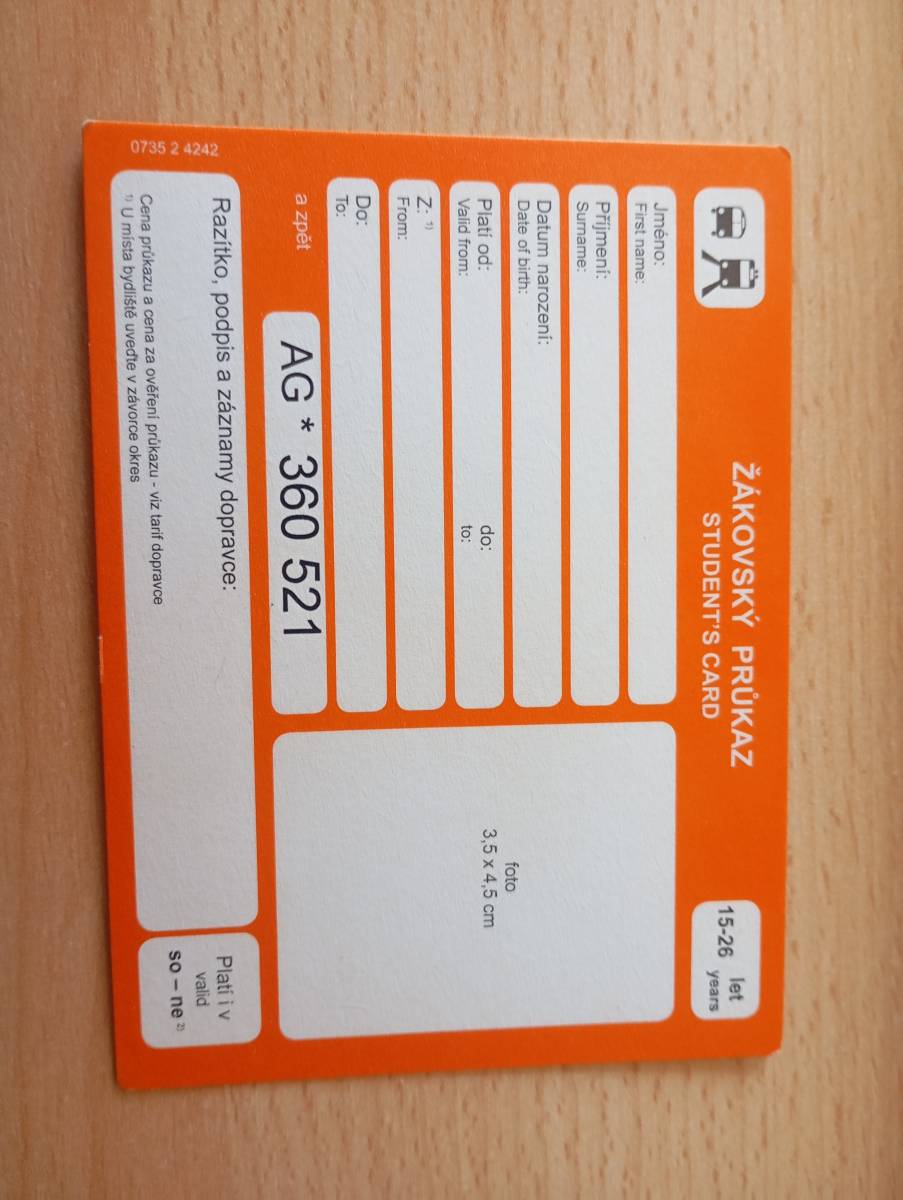 ŽÁKOVSKÝ PRŮKAZ
STUDENT'S CARD
15-26 let
years
Jméno:
First name:
Příjmení:
Surname:
Datum narození:
Date of birth:
Platí od: do:
Valid from: to:
Z: 1)
From:
Do:
To:
foto
3,5 x 4,5 cm
a zpět
AG * 360 521
Razítko, podpis a záznamy dopravce:
Platí i v
valid
so – ne 2)
Cena průkazu a cena za ověření průkazu - viz tarif dopravce
1) U místa bydliště uveďte v závorce okres
0735 2 4242